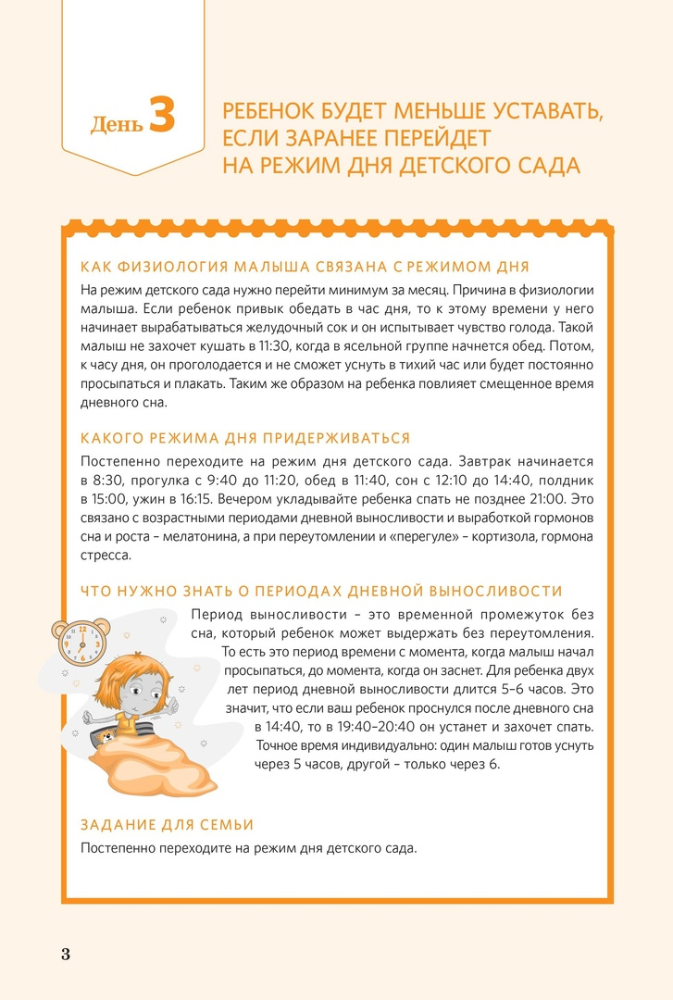 День 3
РЕБЕНОК БУДЕТ МЕНЬШЕ УСТАВАТЬ,
ЕСЛИ ЗАРАНЕЕ ПЕРЕЙДЕТ
НА РЕЖИМ ДНЯ ДЕТСКОГО САДА
КАК ФИЗИОЛОГИЯ МАЛЫША СВЯЗАНА С РЕЖИМОМ ДНЯ
На режим детского сада нужно перейти минимум за месяц. Причина в физиологии
малыша. Если ребенок привык обедать в час дня, то к этому времени у него
начинает вырабатываться желудочный сок и он испытывает чувство голода. Такой
малыш не захочет кушать в 11:30, когда в ясельной группе начнется обед. Потом,
к часу дня, он проголодается и не сможет уснуть в тихий час или будет постоянно
просыпаться и плакать. Таким же образом на ребенка повлияет смещенное время
дневного сна.
КАКОГО РЕЖИМА ДНЯ ПРИДЕРЖИВАТЬСЯ
Постепенно переходите на режим дня детского сада. Завтрак начинается
в 8:30, прогулка с 9:40 до 11:20, обед в 11:40, сон с 12:10 до 14:40, полдник
в 15:00, ужин в 16:15. Вечером укладывайте ребенка спать не позднее 21:00. Это
связано с возрастными периодами дневной выносливости и выработкой гормонов
сна и роста – мелатонина, а при переутомлении и «перегуле» – кортизола, гормона
стресса.
ЧТО НУЖНО ЗНАТЬ О ПЕРИОДАХ ДНЕВНОЙ ВЫНОСЛИВОСТИ
Период выносливости – это временной промежуток без
сна, который ребенок может выдержать без переутомления.
То есть это период времени с момента, когда малыш начал
просыпаться, до момента, когда он заснет. Для ребенка двух
лет период дневной выносливости длится 5–6 часов. Это
значит, что если ваш ребенок проснулся после дневного сна
в 14:40, то в 19:40–20:40 он устанет и захочет спать.
Точное время индивидуально: один малыш готов уснуть
через 5 часов, другой – только через 6.
12
3
6
9
ЗАДАНИЕ ДЛЯ СЕМЬИ
Постепенно переходите на режим дня детского сада.
3